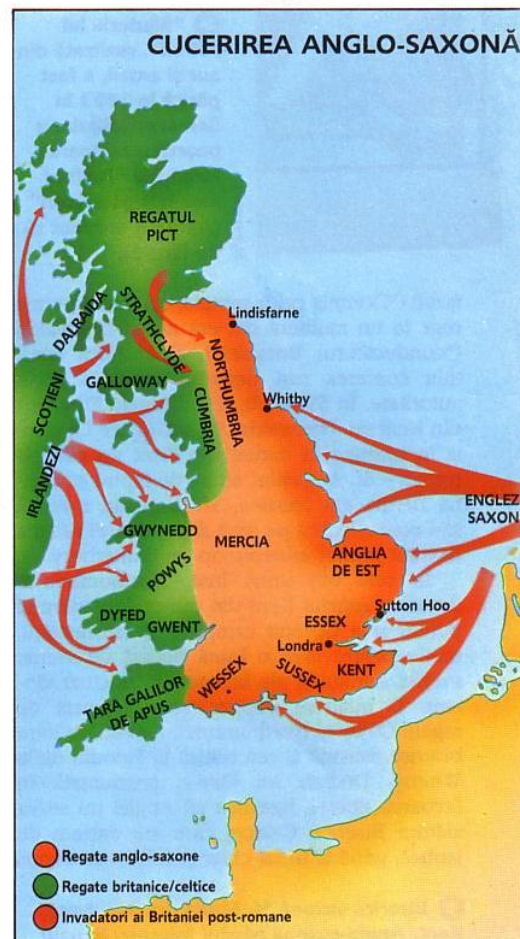 CUCERIREA ANGLO-SAXONĂ
REGATUL
PICT
DALRAIDA
STRATHCLYDE
Lindisfarne
GALLOWAY
NORTHUMBRIA
CUMBRIA
SCOȚIENI
Whitby
IRLANDEZI
ENGLEZ
SAXON
GWYNEDD
MERCIA
ANGLIA
DE EST
POWYS
DYFED
GWENT
ESSEX
Sutton Hoo
Londra
KENT
WESSEX
SUSSEX
TARA GALILOR
DE APUS
Regate anglo-saxone
Regate britanice/celtice
Invadatori ai Britaniei post-romane